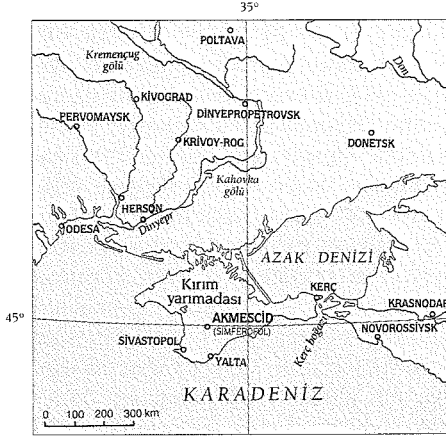 35°
POLTAVA
Kremençug
gölü
Don
KİVOGRAD
DİNYEPROPETROVSK
PERVOMAYSK
KRİVOY-ROG
DONETSK
Kahovka
gölü
HERSON
Dinyepr
ODESA
AZAK DENİZİ
Kırım
yarımadası
KERÇ
KRASNODAR
45°
AKMESCİD
(SİMFEROPOL)
Kerç boğazı
NOVOROSSİYSK
SİVASTOPOL
YALTA
KARADENİZ
0 100 200 300 km